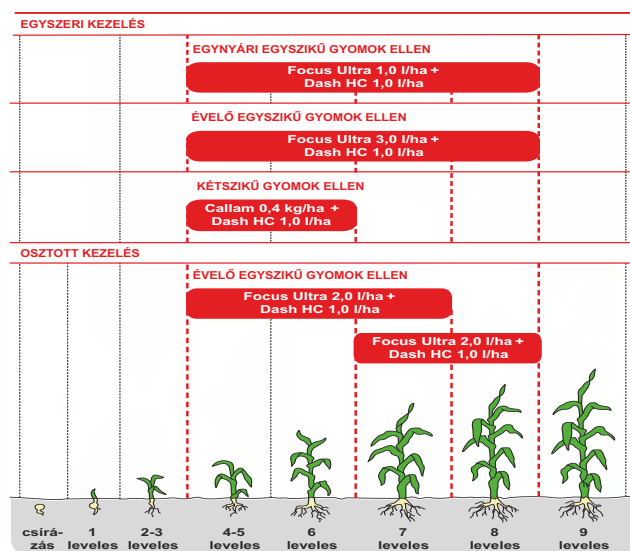 EGYSZERI KEZELÉS
EGYNYÁRI EGYSZIKŰ GYOMOK ELLEN
Focus Ultra 1,0 l/ha +
Dash HC 1,0 l/ha
ÉVELŐ EGYSZIKŰ GYOMOK ELLEN
Focus Ultra 3,0 l/ha +
Dash HC 1,0 l/ha
KÉTSZIKŰ GYOMOK ELLEN
Callam 0,4 kg/ha +
Dash HC 1,0 l/ha
OSZTOTT KEZELÉS
ÉVELŐ EGYSZIKŰ GYOMOK ELLEN
Focus Ultra 2,0 l/ha +
Dash HC 1,0 l/ha
Focus Ultra 2,0 l/ha +
Dash HC 1,0 l/ha
csírá-
zás
1
leveles
2-3
leveles
4-5
leveles
6
leveles
7
leveles
8
leveles
9
leveles